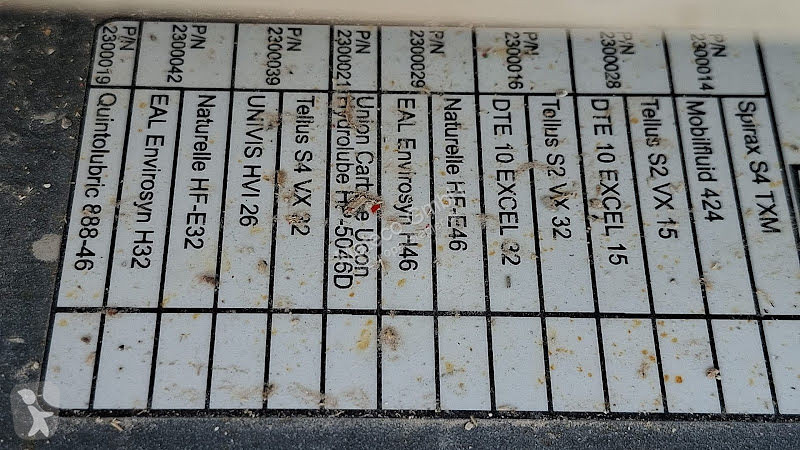 P/N
2300014
Spirax S4 TXM
Mobilfluid 424
P/N
2300028
Tellus S2 VX 15
DTE 10 EXCEL 15
P/N
2300016
Tellus S2 VX 32
DTE 10 EXCEL 32
P/N
2300029
Naturelle HF-E46
EAL Envirosyn H46
P/N
2300021
Union Carbide Ucon
Hydrolube HP-5046D
P/N
2300039
Tellus S4 VX 32
UNIVIS HVI 26
P/N
2300042
Naturelle HF-E32
EAL Envirosyn H32
P/N
2300019
Quintolubric 888-46